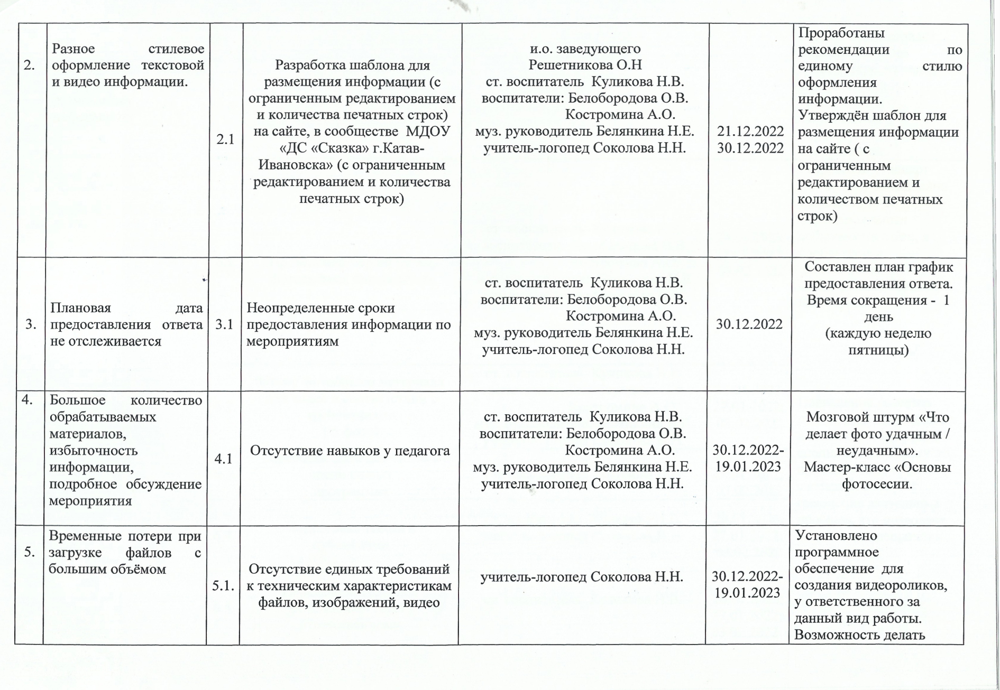 2.
Разное стилевое
оформление текстовой
и видео информации.
2.1
Разработка шаблона для
размещения информации (с
ограниченным редактированием
и количества печатных строк)
на сайте, в сообществе МДОУ
«ДС «Сказка» г.Катав-
Ивановска» (с ограниченным
редактированием и количества
печатных строк)
и.о. заведующего
Решетникова О.Н
ст. воспитатель Куликова Н.В.
воспитатели: Белобородова О.В.
Костромина А.О.
муз. руководитель Белянкина Н.Е.
учитель-логопед Соколова Н.Н.
21.12.2022
30.12.2022
Проработаны
рекомендации по
единому стилю
оформления
информации.
Утверждён шаблон для
размещения информации
на сайте ( с
ограниченным
редактированием и
количеством печатных
строк)
3.
Плановая дата
предоставления ответа
не отслеживается
3.1
Неопределенные сроки
предоставления информации по
мероприятиям
ст. воспитатель Куликова Н.В.
воспитатели: Белобородова О.В.
Костромина А.О.
муз. руководитель Белянкина Н.Е.
учитель-логопед Соколова Н.Н.
30.12.2022
Составлен план график
предоставления ответа.
Время сокращения - 1
день
(каждую неделю
пятницы)
4.
Большое количество
обрабатываемых
материалов,
избыточность
информации,
подробное обсуждение
мероприятия
4.1
Отсутствие навыков у педагога
ст. воспитатель Куликова Н.В.
воспитатели: Белобородова О.В.
Костромина А.О.
муз. руководитель Белянкина Н.Е.
учитель-логопед Соколова Н.Н.
30.12.2022-
19.01.2023
Мозговой штурм «Что
делает фото удачным /
неудачным».
Мастер-класс «Основы
фотосесии.
5.
Временные потери при
загрузке файлов с
большим объёмом
5.1.
Отсутствие единых требований
к техническим характеристикам
файлов, изображений, видео
учитель-логопед Соколова Н.Н.
30.12.2022-
19.01.2023
Установлено
программное
обеспечение для
создания видеороликов,
у ответственного за
данный вид работы.
Возможность делать